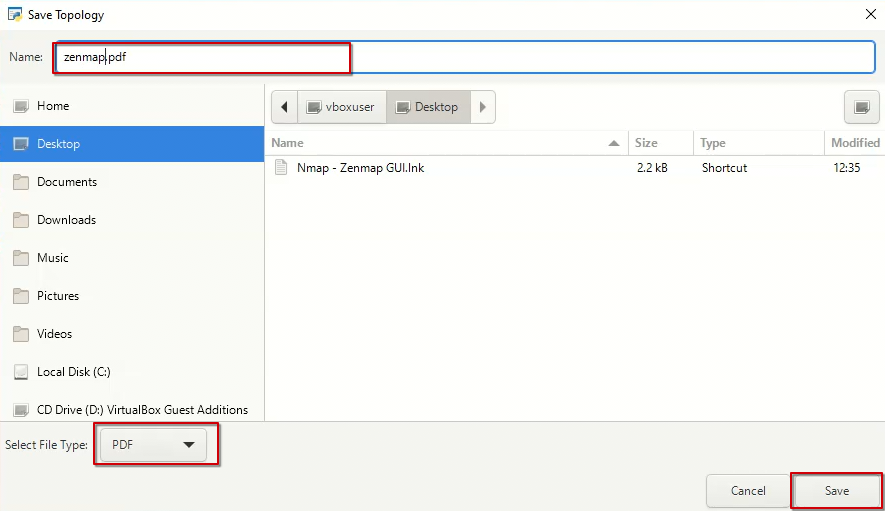 Save Topology
Name: zenmap.pdf
Home
Desktop
Documents
Downloads
Music
Pictures
Videos
Local Disk (C:)
CD Drive (D:) VirtualBox Guest Additions
vboxuser Desktop
Name Size Type Modified
Nmap - Zenmap GUI.lnk 2.2 kB Shortcut 12:35
Select File Type: PDF
Cancel Save